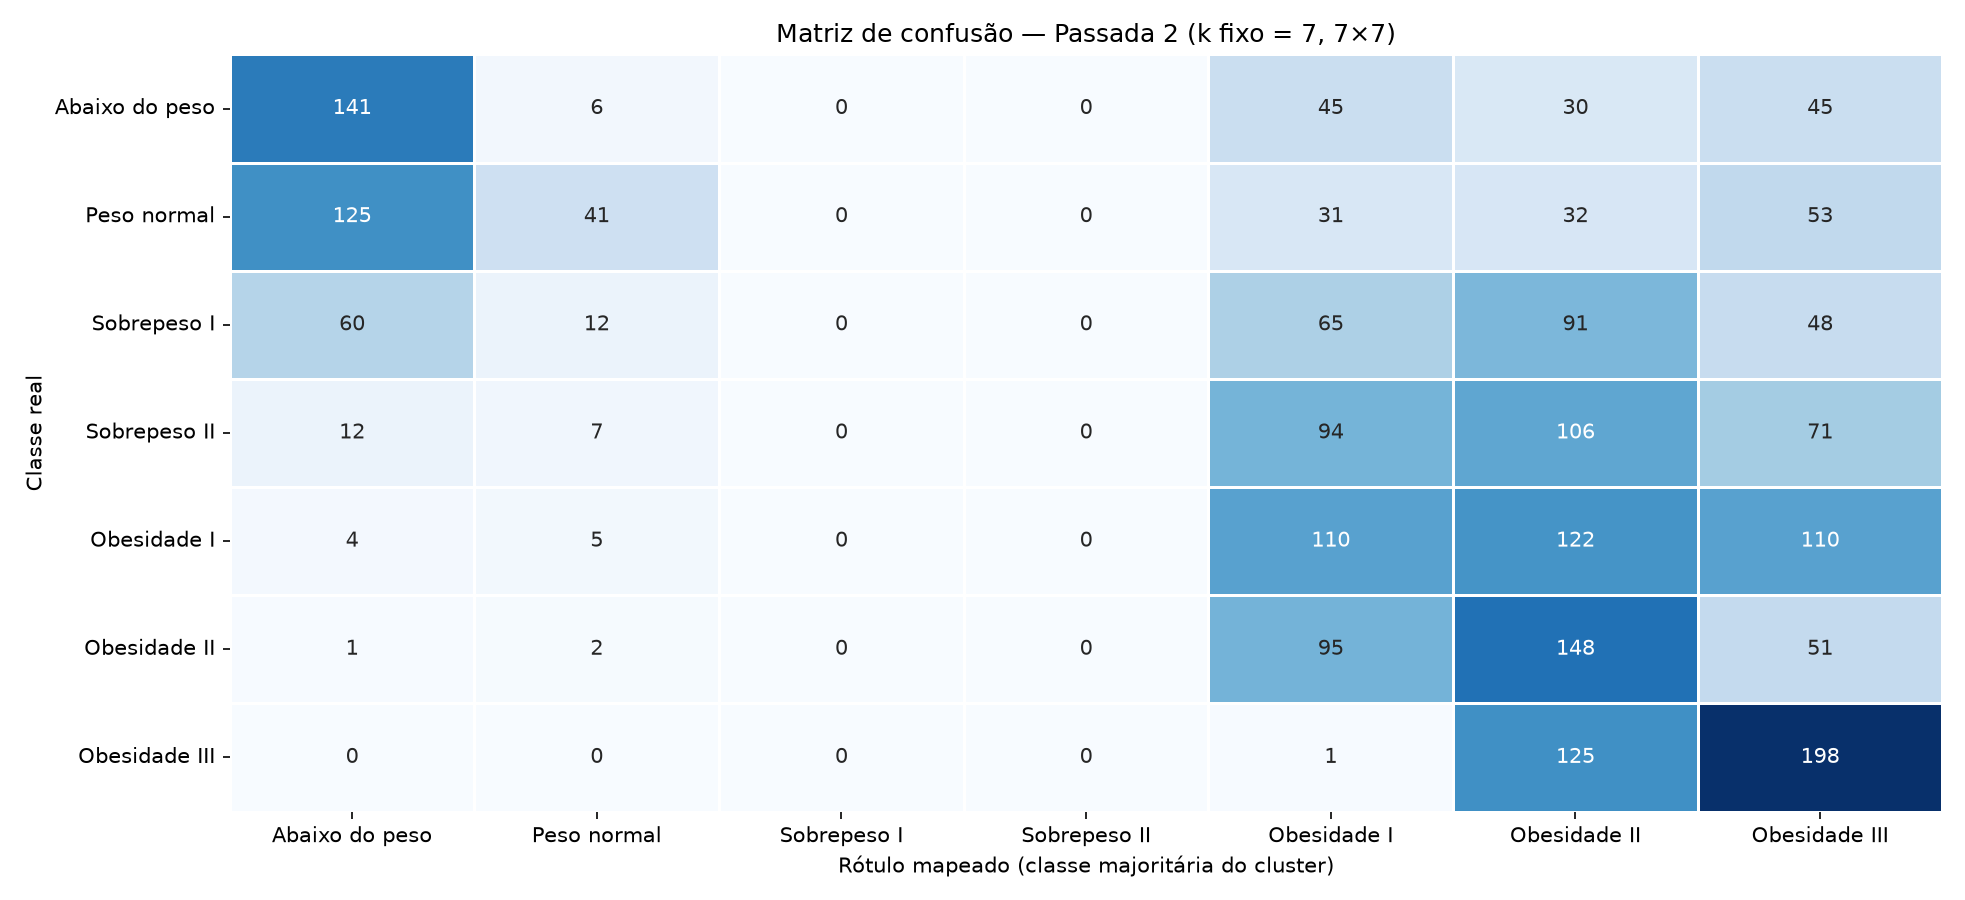 Matriz de confusão — Passada 2 (k fixo = 7, 7×7)
Classe real
Abaixo do peso 141 6 0 0 45 30 45
Peso normal 125 41 0 0 31 32 53
Sobrepeso I 60 12 0 0 65 91 48
Sobrepeso II 12 7 0 0 94 106 71
Obesidade I 4 5 0 0 110 122 110
Obesidade II 1 2 0 0 95 148 51
Obesidade III 0 0 0 0 1 125 198
Abaixo do peso Peso normal Sobrepeso I Sobrepeso II Obesidade I Obesidade II Obesidade III
Rótulo mapeado (classe majoritária do cluster)